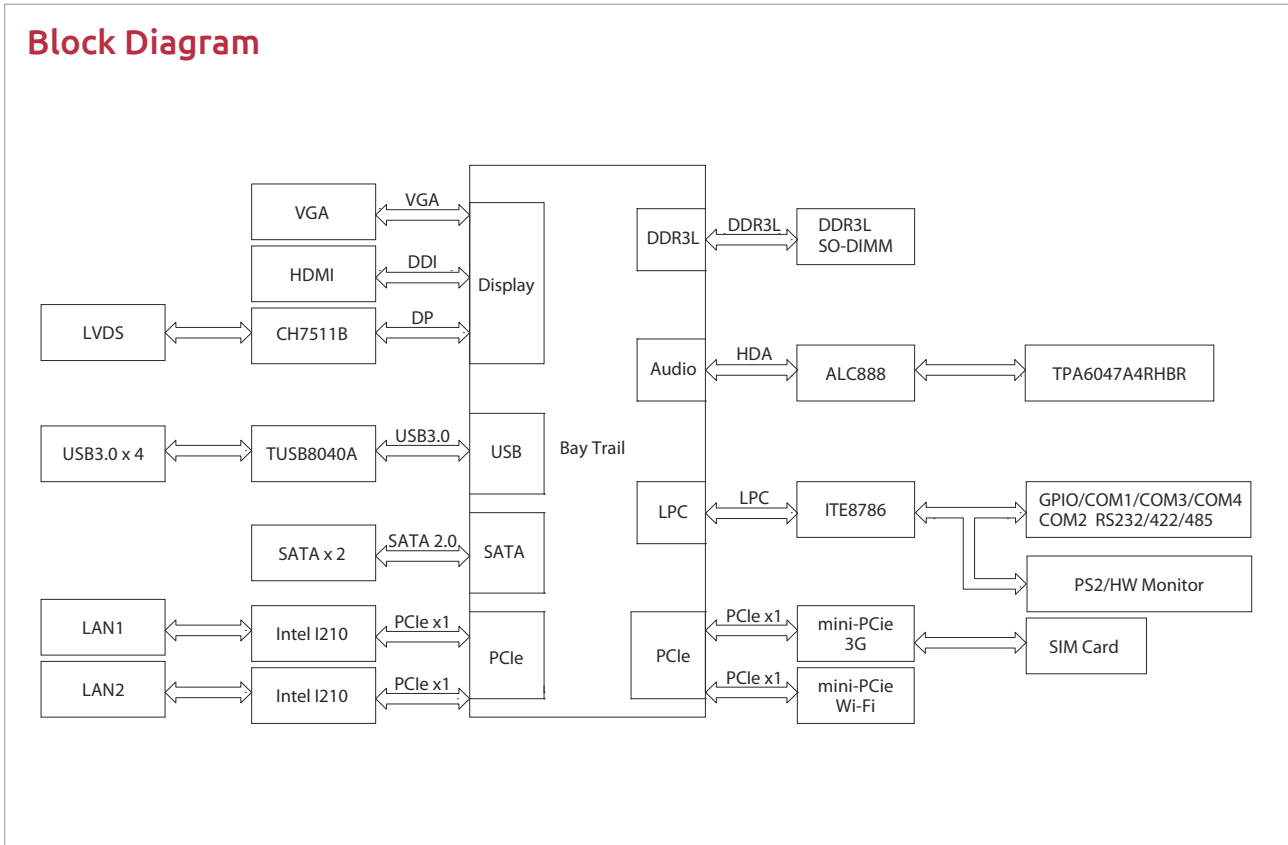 Block Diagram
VGA
VGA
HDMI
DDI
Display
LVDS
CH7511B
DP
USB3.0 x 4
TUSB8040A
USB3.0
USB
Bay Trail
SATA x 2
SATA 2.0
SATA
LAN1
Intel I210
PCIe x1
PCIe
LAN2
Intel I210
PCIe x1
DDR3L
DDR3L
DDR3L
SO-DIMM
Audio
HDA
ALC888
TPA6047A4RHBR
LPC
LPC
ITE8786
GPIO/COM1/COM3/COM4
COM2 RS232/422/485
PS2/HW Monitor
PCIe
PCIe x1
mini-PCie
3G
SIM Card
PCIe x1
mini-PCie
Wi-Fi